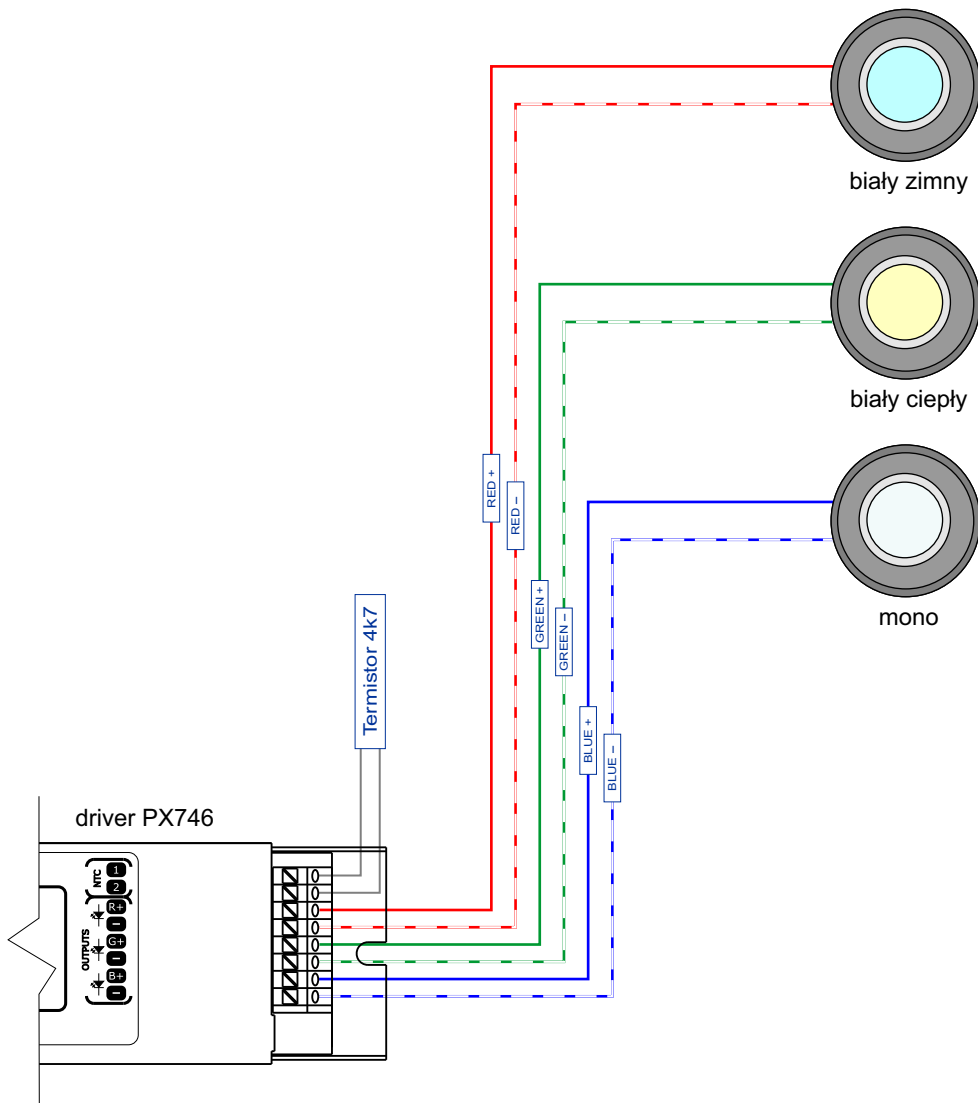 biały zimny
biały ciepły
mono
RED +
RED –
GREEN +
GREEN –
BLUE +
BLUE –
Termistor 4k7
driver PX746
NTC
1
2
OUTPUTS
R+
–
G+
–
B+
–